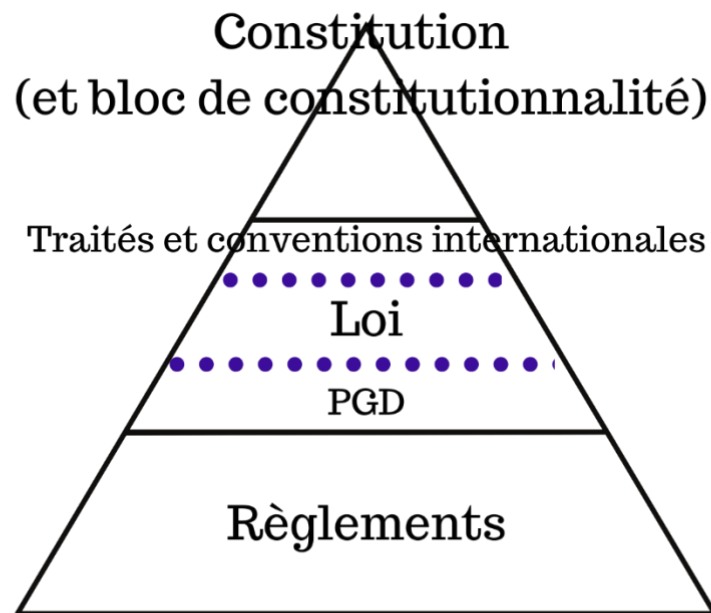 Constitution
(et bloc de constitutionnalité)
Traités et conventions internationales
Loi
PGD
Règlements